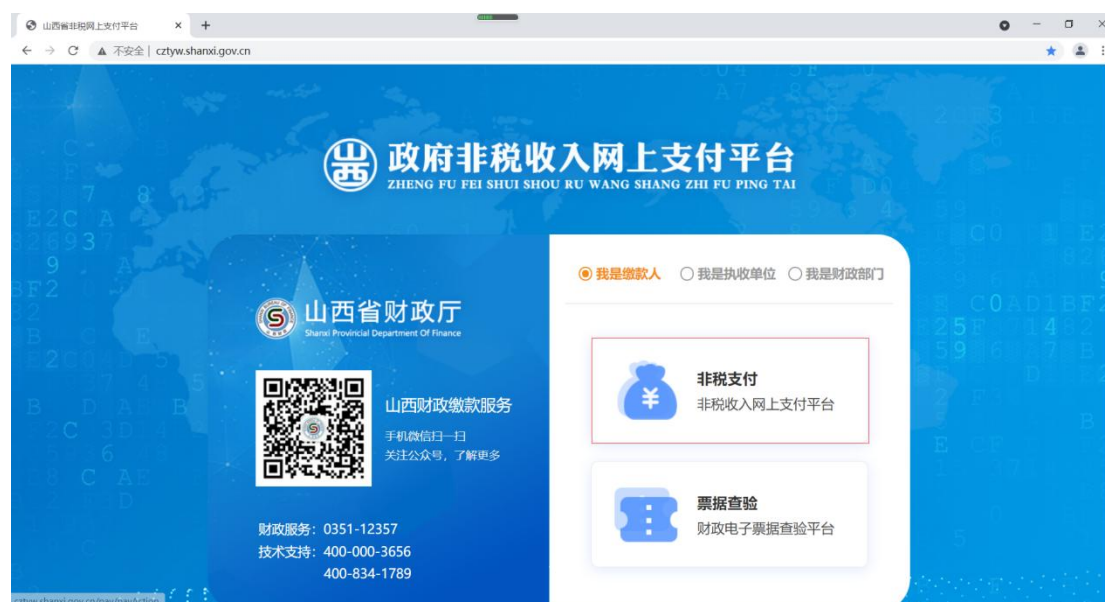 山西省非税网上支付平台
不安全 | cztyw.shanxi.gov.cn
政府非税收入网上支付平台
ZHENG FU FEI SHUI SHOU RU WANG SHANG ZHI FU PING TAI
山西省财政厅
Shanxi Provincial Department Of Finance
山西财政缴款服务
手机微信扫一扫
关注公众号，了解更多
财政服务：0351-12357
技术支持：400-000-3656
400-834-1789
我是缴款人 我是执收单位 我是财政部门
非税支付
非税收入网上支付平台
票据查验
财政电子票据查验平台